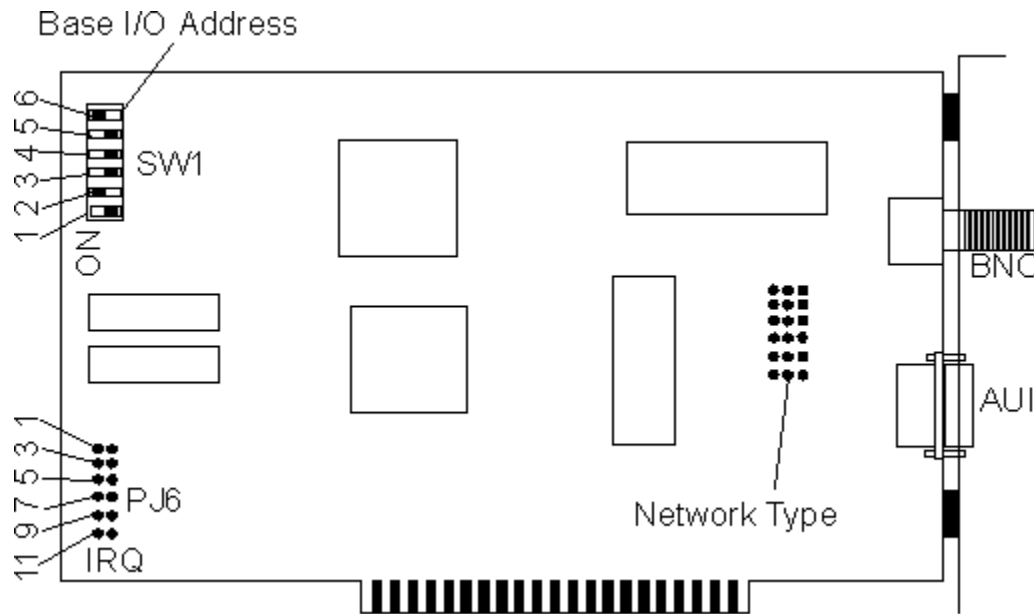 Base I/O Address
6
5
4
3
2
1
SW1
ON
BNC
AUI
1
3
5
7
9
11
PJ6
IRQ
Network Type